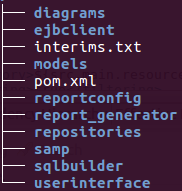 diagrams
ejbclient
interims.txt
models
pom.xml
reportconfig
report_generator
repositories
samp
sqlbuilder
userinterface